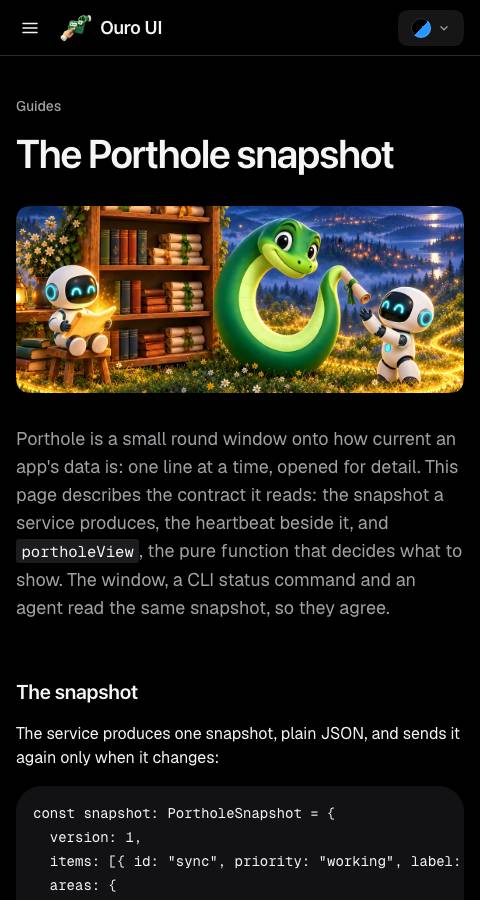 Ouro UI
Guides
The Porthole snapshot
Porthole is a small round window onto how current an
app's data is: one line at a time, opened for detail. This
page describes the contract it reads: the snapshot a
service produces, the heartbeat beside it, and
portholeView, the pure function that decides what to
show. The window, a CLI status command and an
agent read the same snapshot, so they agree.
The snapshot
The service produces one snapshot, plain JSON, and sends it
again only when it changes:
const snapshot: PortholeSnapshot = {
  version: 1,
  items: [{ id: "sync", priority: "working", label:
  areas: {